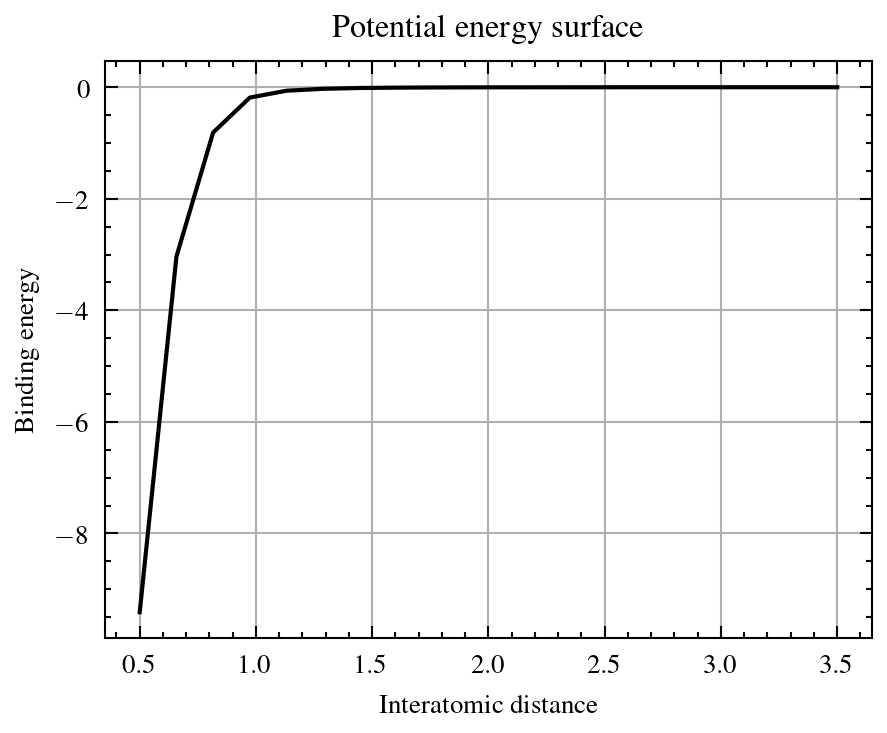 Potential energy surface
0
−2
−4
−6
−8
Binding energy
0.5 1.0 1.5 2.0 2.5 3.0 3.5
Interatomic distance